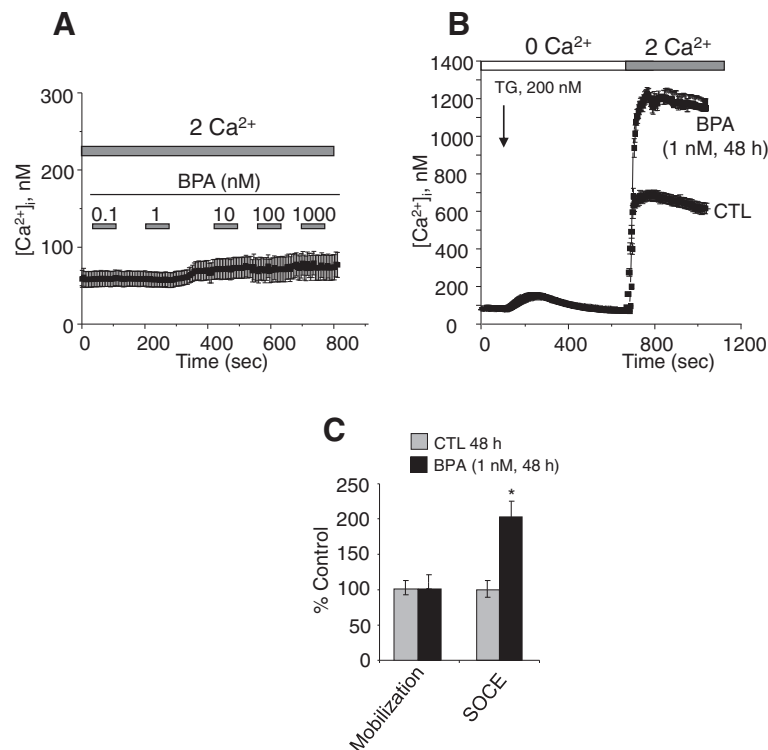 A
2 Ca²⁺
BPA (nM)
0.1 1 10 100 1000
[Ca²⁺]ᵢ, nM
300
200
100
0
0 200 400 600 800
Time (sec)
B
0 Ca²⁺ 2 Ca²⁺
TG, 200 nM
BPA
(1 nM, 48 h)
CTL
[Ca²⁺]ᵢ, nM
1400
1200
1000
800
600
400
200
0
0 400 800 1200
Time (sec)
C
CTL 48 h
BPA (1 nM, 48 h)
% Control
250
200
150
100
50
0
*
Mobilization
SOCE